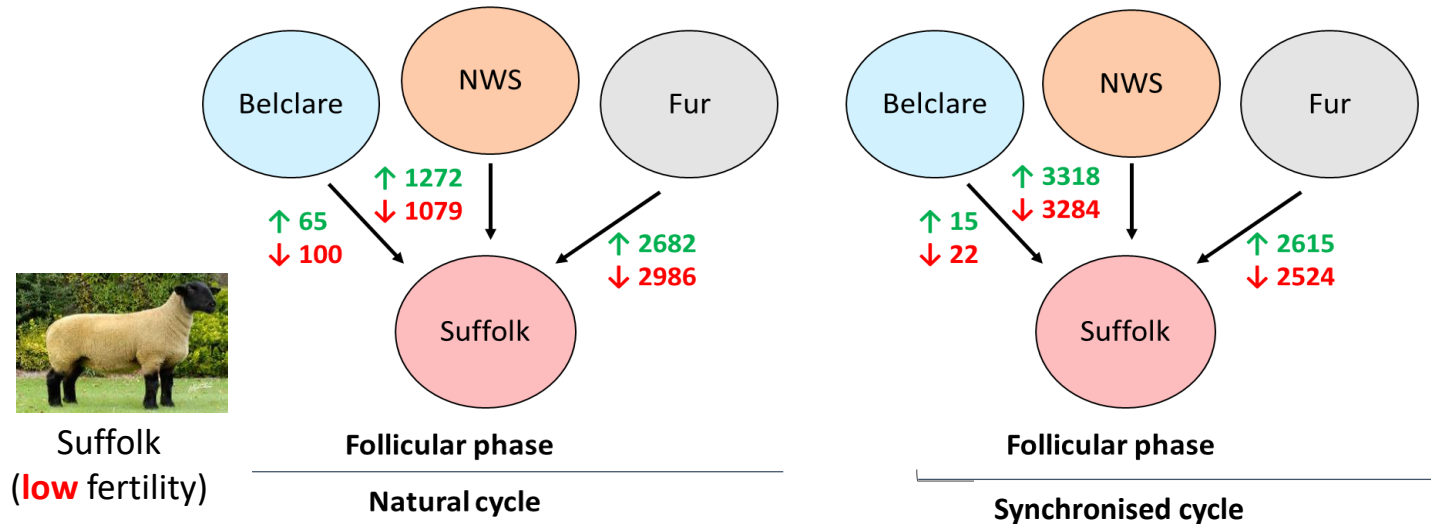 Belclare
NWS
Fur
↑ 1272
↓ 1079
↑ 65
↓ 100
↑ 2682
↓ 2986
Suffolk
Follicular phase
Natural cycle
Belclare
NWS
Fur
↑ 3318
↓ 3284
↑ 15
↓ 22
↑ 2615
↓ 2524
Suffolk
Follicular phase
Synchronised cycle
Suffolk
(low fertility)